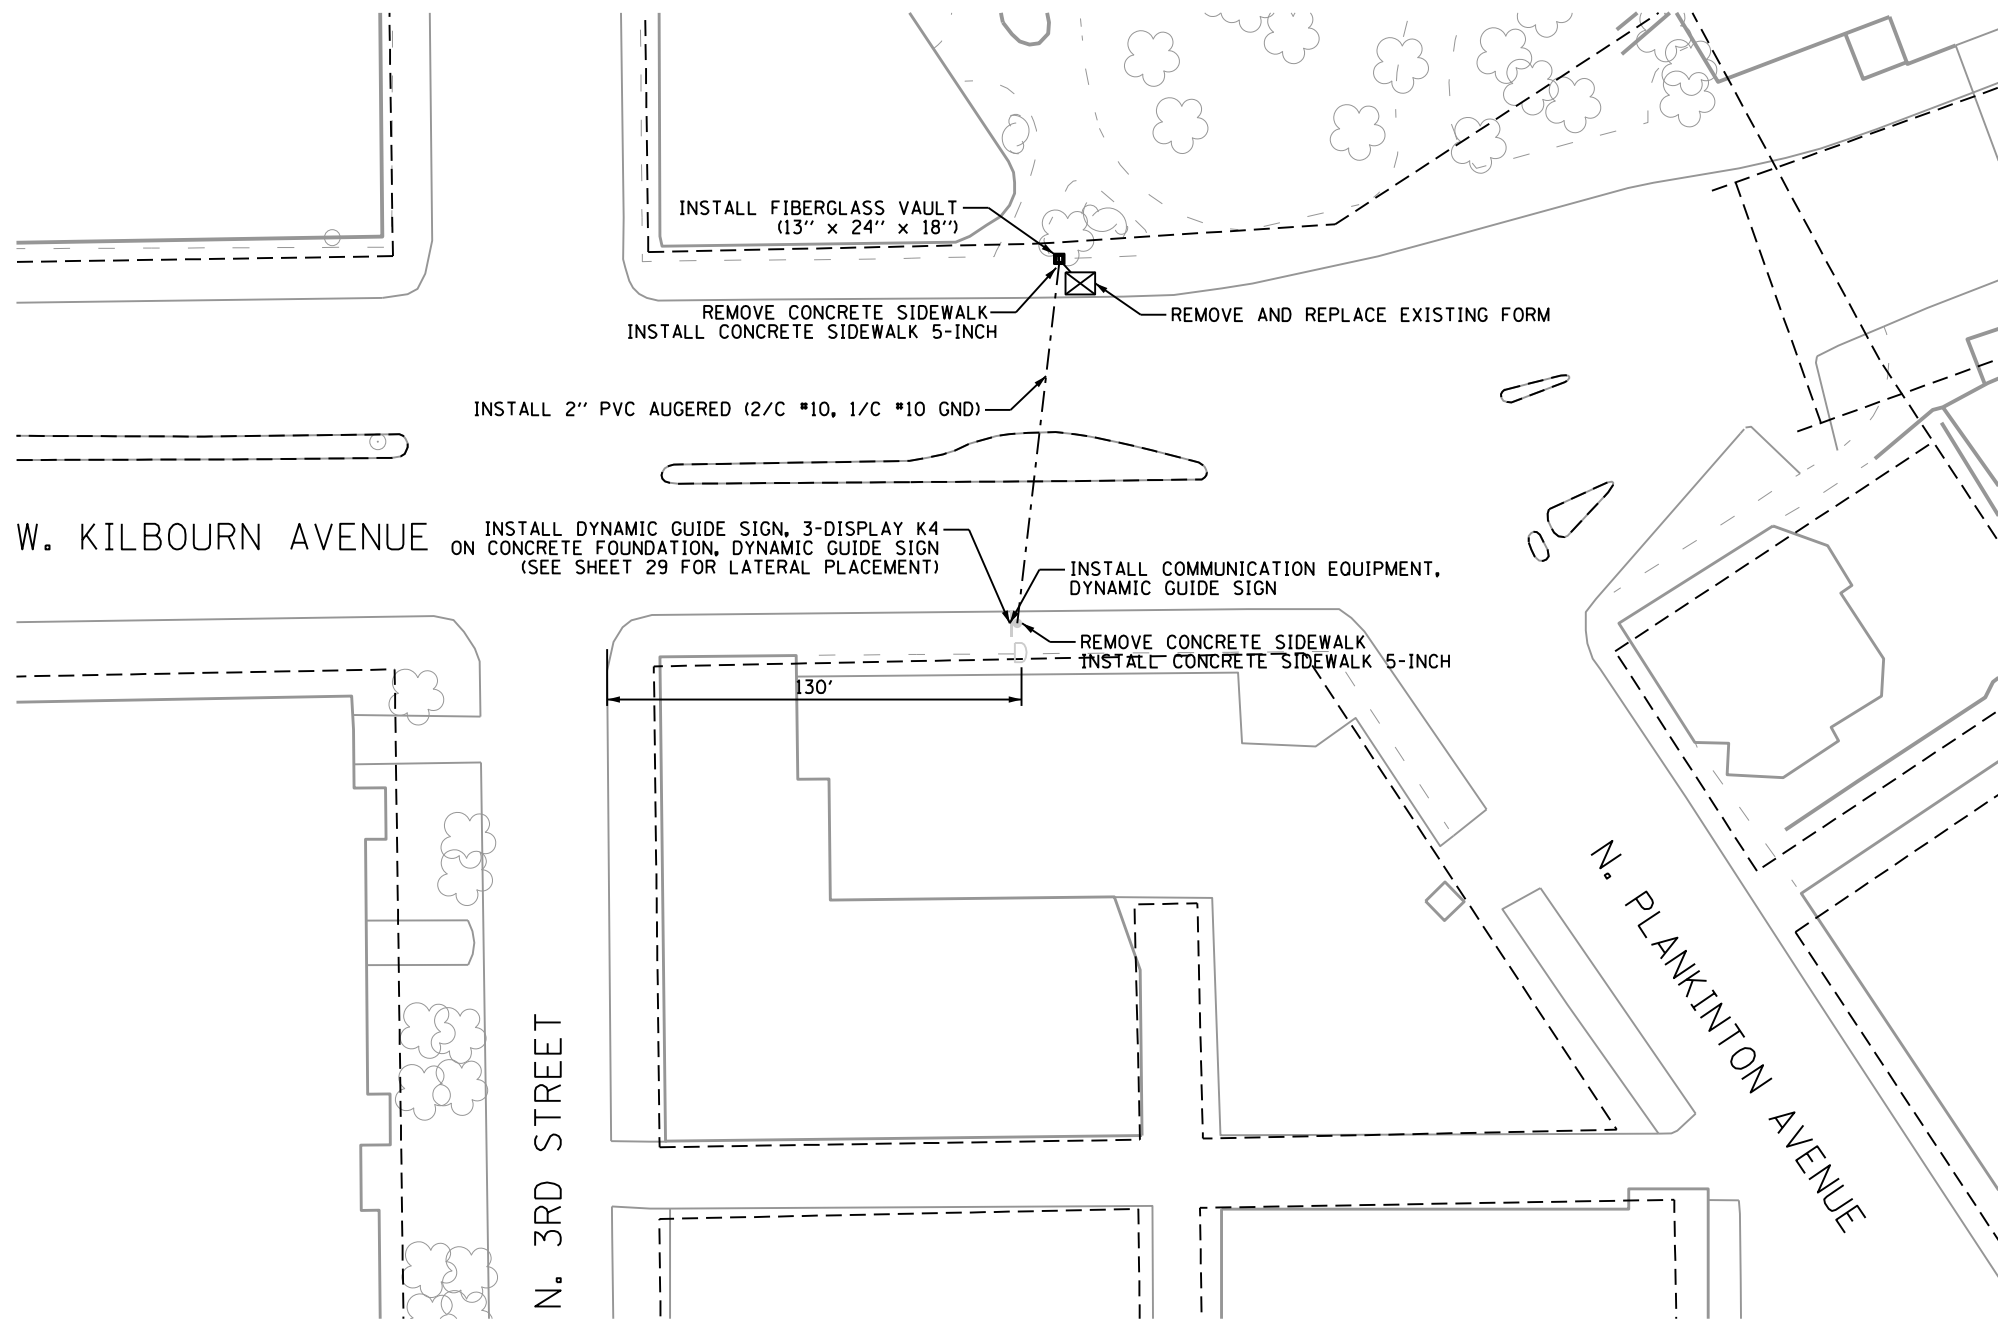 INSTALL FIBERGLASS VAULT
(13" x 24" x 18")
REMOVE CONCRETE SIDEWALK
INSTALL CONCRETE SIDEWALK 5-INCH
REMOVE AND REPLACE EXISTING FORM
INSTALL 2" PVC AUGERED (2/C #10, 1/C #10 GND)
W. KILBOURN AVENUE
INSTALL DYNAMIC GUIDE SIGN, 3-DISPLAY K4
ON CONCRETE FOUNDATION, DYNAMIC GUIDE SIGN
(SEE SHEET 29 FOR LATERAL PLACEMENT)
INSTALL COMMUNICATION EQUIPMENT,
DYNAMIC GUIDE SIGN
REMOVE CONCRETE SIDEWALK
INSTALL CONCRETE SIDEWALK 5-INCH
D
130'
N. PLANKINTON AVENUE
N. 3RD STREET